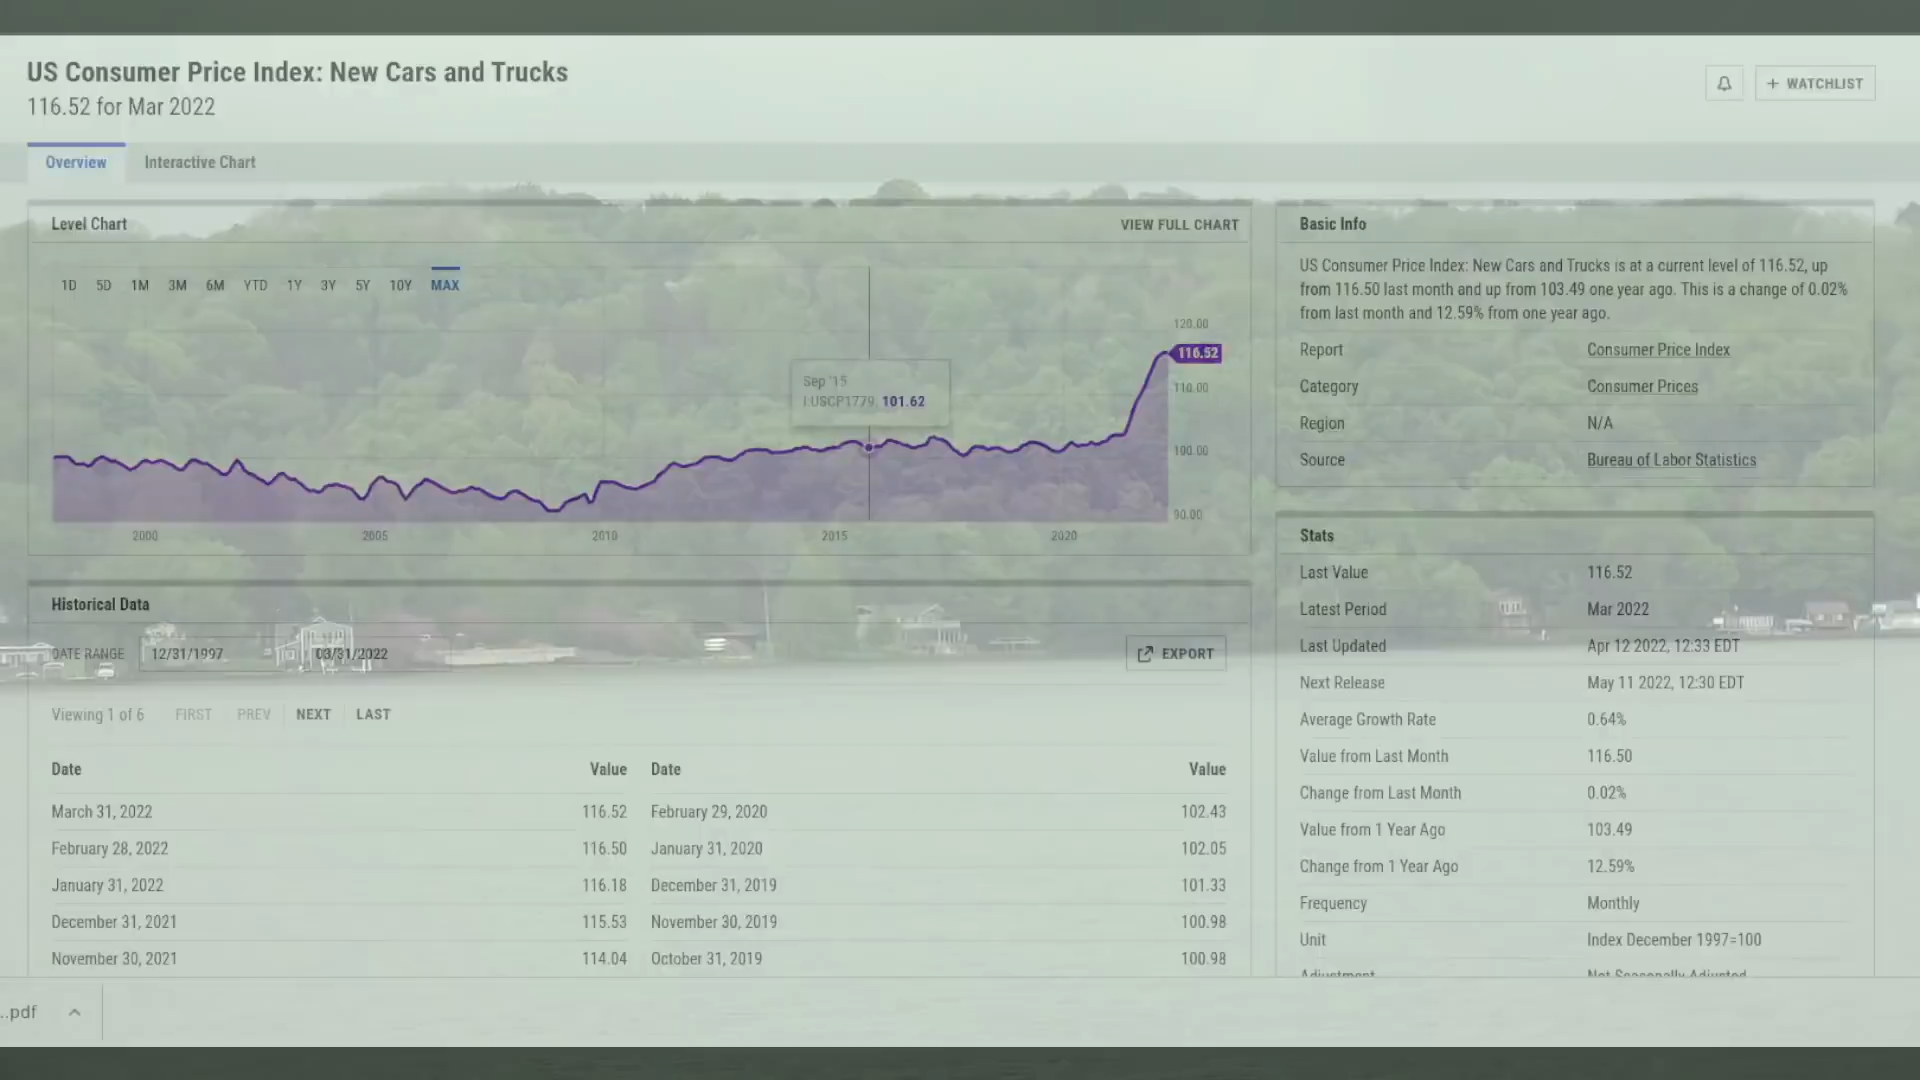 US Consumer Price Index: New Cars and Trucks
116.52 for Mar 2022
+ WATCHLIST
Overview
Interactive Chart
Level Chart
VIEW FULL CHART
1D 5D 1M 3M 6M YTD 1Y 3Y 5Y 10Y MAX
120.00
116.52
110.00
100.00
90.00
Sep '15
I:USCP1779, 101.62
2000 2005 2010 2015 2020
Historical Data
DATE RANGE 12/31/1997 03/31/2022
EXPORT
Viewing 1 of 6 FIRST PREV NEXT LAST
Date Value Date Value
March 31, 2022 116.52 February 29, 2020 102.43
February 28, 2022 116.50 January 31, 2020 102.05
January 31, 2022 116.18 December 31, 2019 101.33
December 31, 2021 115.53 November 30, 2019 100.98
November 30, 2021 114.04 October 31, 2019 100.98
Basic Info
US Consumer Price Index: New Cars and Trucks is at a current level of 116.52, up
from 116.50 last month and up from 103.49 one year ago. This is a change of 0.02%
from last month and 12.59% from one year ago.
Report Consumer Price Index
Category Consumer Prices
Region N/A
Source Bureau of Labor Statistics
Stats
Last Value 116.52
Latest Period Mar 2022
Last Updated Apr 12 2022, 12:33 EDT
Next Release May 11 2022, 12:30 EDT
Average Growth Rate 0.64%
Value from Last Month 116.50
Change from Last Month 0.02%
Value from 1 Year Ago 103.49
Change from 1 Year Ago 12.59%
Frequency Monthly
Unit Index December 1997=100
Adjustment Not Seasonally Adjusted
...pdf